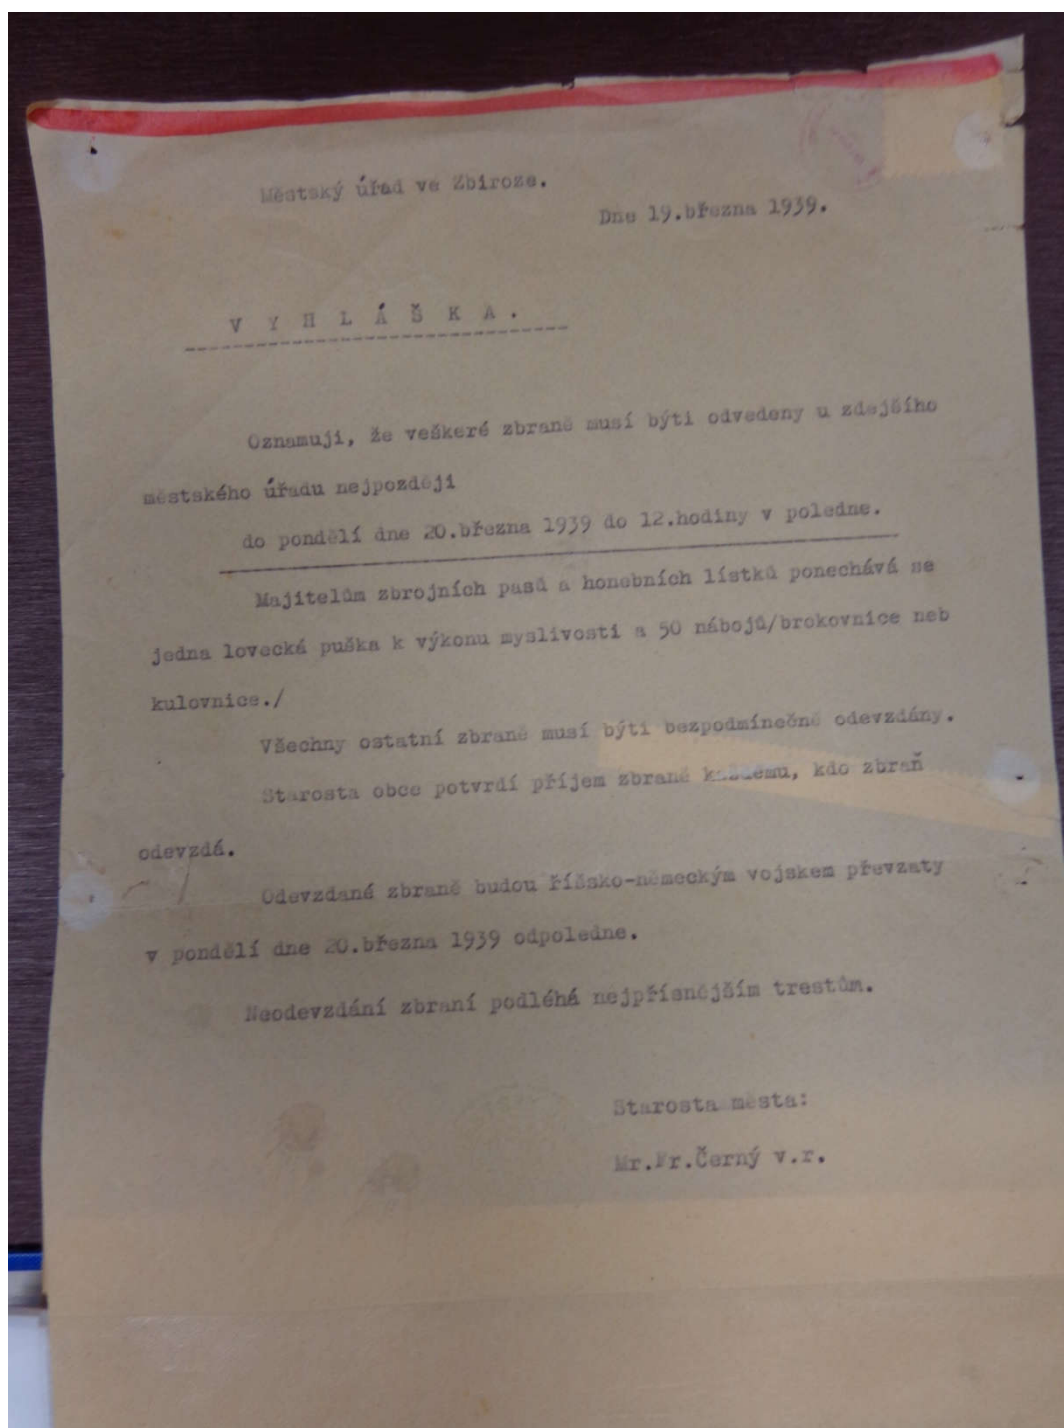 Městský úřad ve Zbiroze.
Dne 19.března 1939.
V Y H L Á Š K A .
Oznamuji, že veškeré zbraně musí býti odvedeny u zdejšího
městského úřadu nejpozději
do pondělí dne 20.března 1939 do 12.hodiny v poledne.
Majitelům zbrojních pasů a honebních lístků ponechává se
jedna lovecká puška k výkonu myslivosti a 50 nábojů/brokovnice neb
kulovnice./
Všechny ostatní zbraně musí býti bezpodmínečně odevzdány.
Starosta obce potvrdí příjem zbraně každému, kdo zbraň
odevzdá.
Odevzdané zbraně budou říšsko-německým vojskem převzaty
v pondělí dne 20.března 1939 odpoledne.
Neodevzdání zbraní podléhá nejpřísnějším trestům.
Starosta města:
Mr.Fr.Černý v.r.